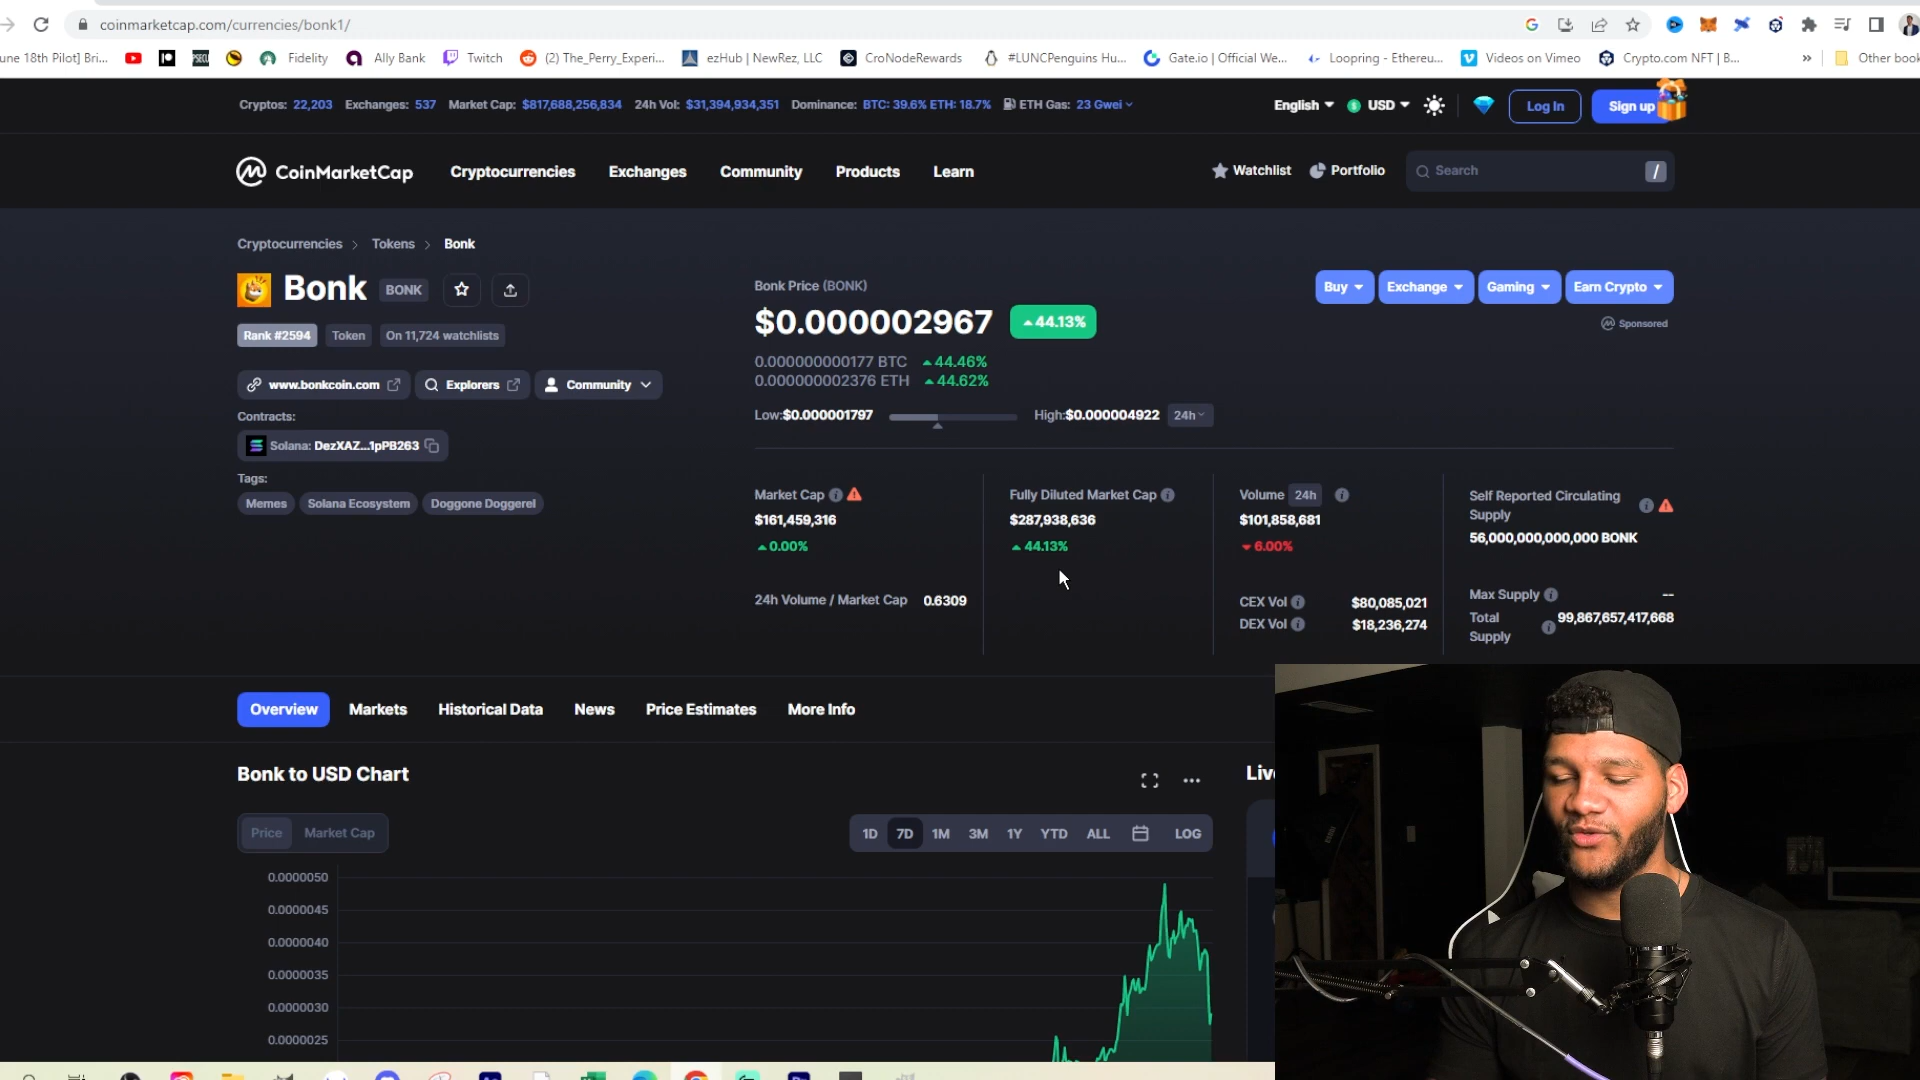 coinmarketcap.com/currencies/bonk1/
une 18th Pilot] Bri... Fidelity Ally Bank Twitch (2) The_Perry_Experi... ezHub | NewRez, LLC CroNodeRewards #LUNCPenguins Hu... Gate.io | Official We... Loopring - Ethereu... Videos on Vimeo Crypto.com NFT | B... » Other book
Cryptos: 22,203 Exchanges: 537 Market Cap: $817,688,256,834 24h Vol: $31,394,934,351 Dominance: BTC: 39.6% ETH: 18.7% ETH Gas: 23 Gwei English USD Log In Sign up
CoinMarketCap Cryptocurrencies Exchanges Community Products Learn Watchlist Portfolio Search /
Cryptocurrencies > Tokens > Bonk
Bonk BONK
Rank #2594 Token On 11,724 watchlists
www.bonkcoin.com Explorers Community
Contracts:
Solana: DezXAZ...1pPB263
Tags:
Memes Solana Ecosystem Doggone Doggerel
Bonk Price (BONK)
$0.000002967 44.13%
0.000000000177 BTC 44.46%
0.000000002376 ETH 44.62%
Low:$0.000001797 High:$0.000004922 24h
Buy Exchange Gaming Earn Crypto
Sponsored
Market Cap
$161,459,316
0.00%
24h Volume / Market Cap 0.6309
Fully Diluted Market Cap
$287,938,636
44.13%
Volume 24h
$101,858,681
6.00%
CEX Vol $80,085,021
DEX Vol $18,236,274
Self Reported Circulating
Supply
56,000,000,000,000 BONK
Max Supply --
Total 99,867,657,417,668
Supply
Overview Markets Historical Data News Price Estimates More Info
Bonk to USD Chart
Liv
Price Market Cap
1D 7D 1M 3M 1Y YTD ALL LOG
0.0000050
0.0000045
0.0000040
0.0000035
0.0000030
0.0000025